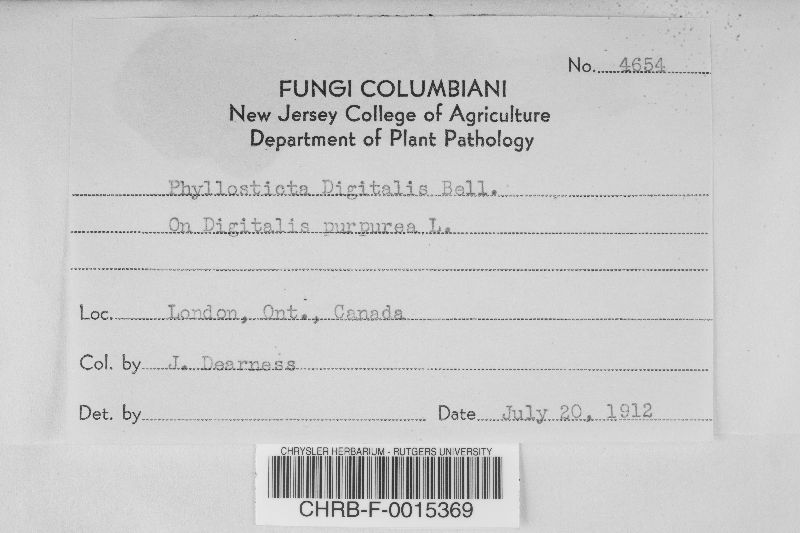 No. 4654
FUNGI COLUMBIANI
New Jersey College of Agriculture
Department of Plant Pathology
Phyllosticta Digitalis Bell.
On Digitalis purpurea L.
Loc. London, Ont., Canada
Col. by J. Dearness
Det. by Date July 20, 1912
CHRYSLER HERBARIUM - RUTGERS UNIVERSITY
CHRB-F-0015369